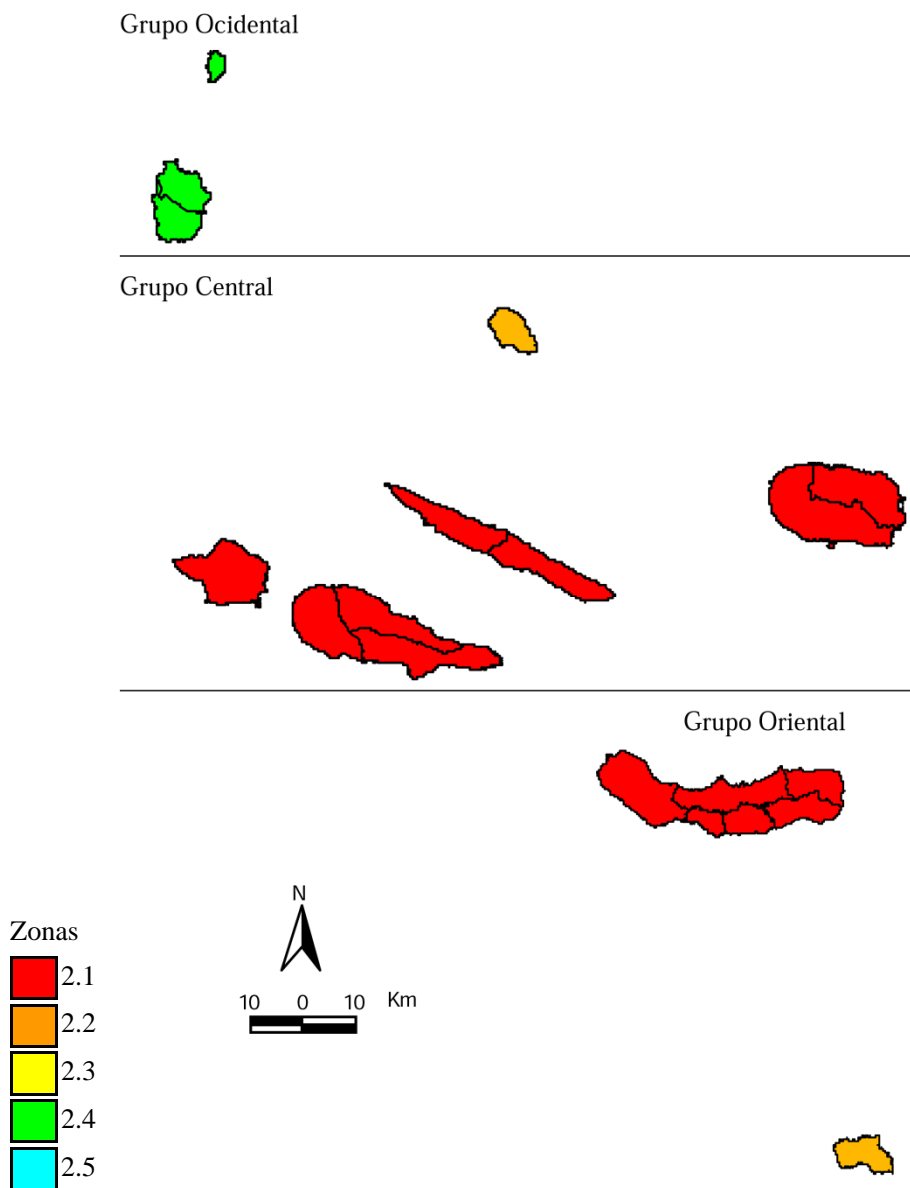 Grupo Ocidental
Grupo Central
Grupo Oriental
N
10 0 10 Km
Zonas
2.1
2.2
2.3
2.4
2.5